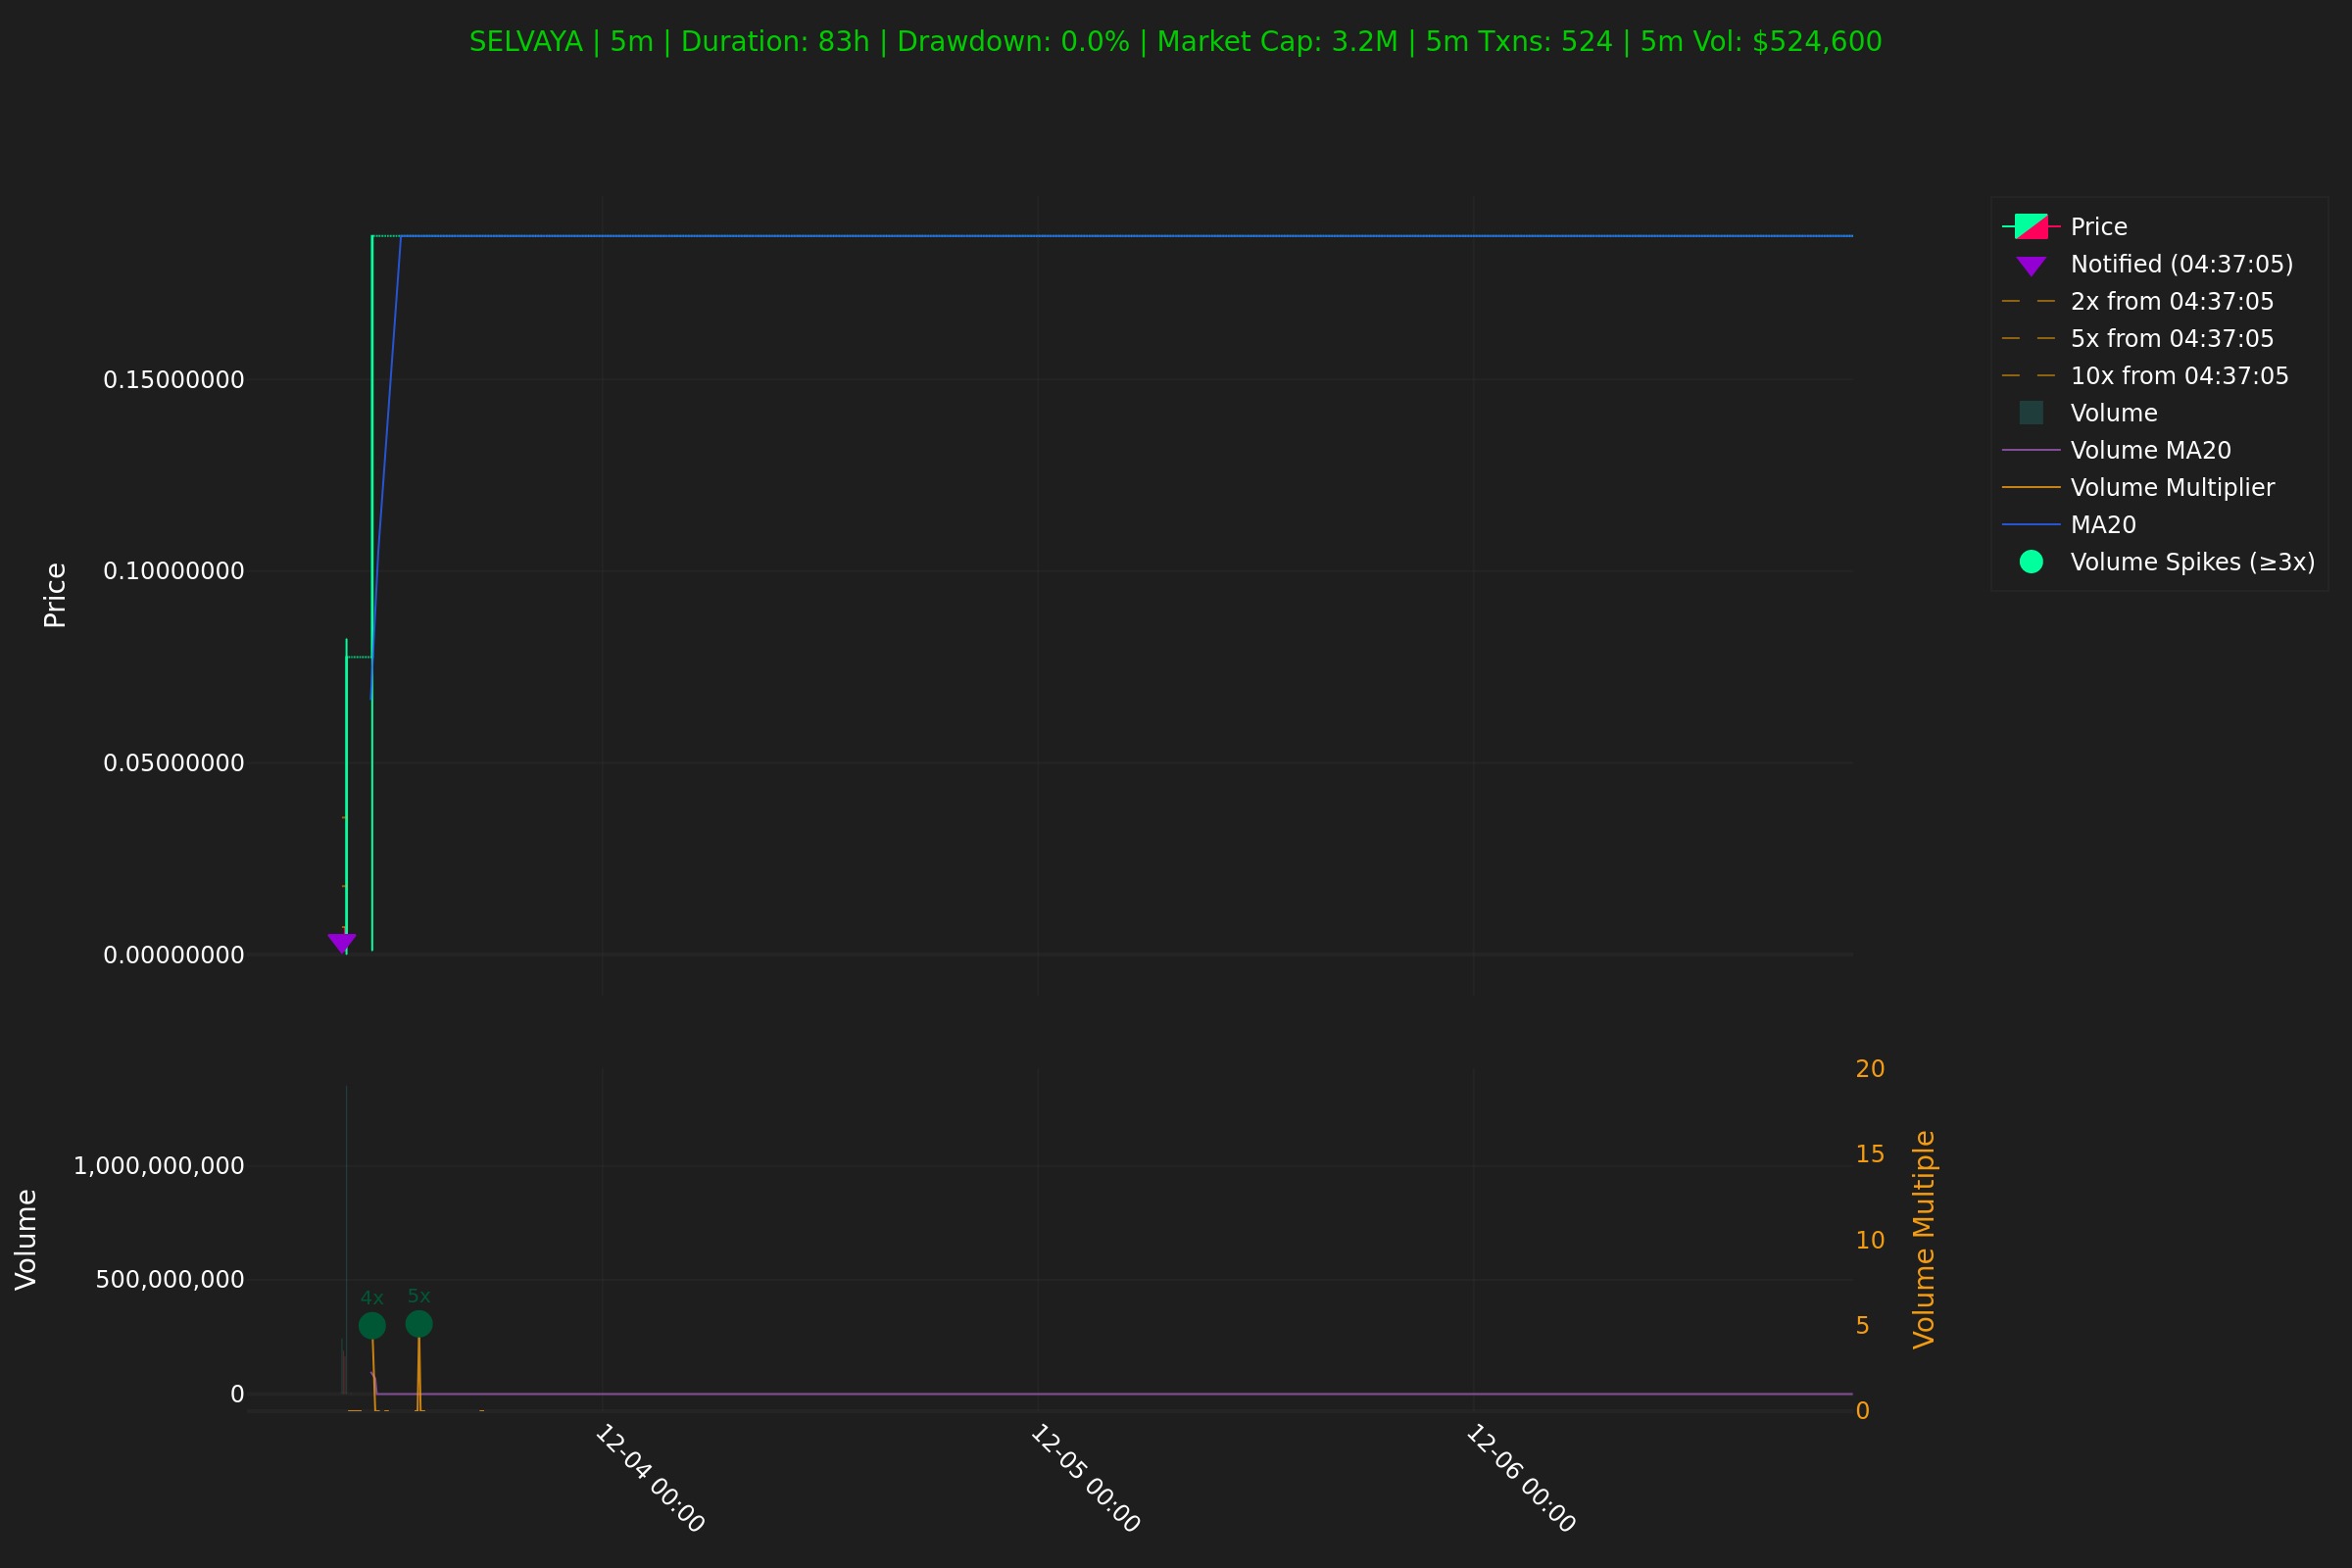 SELVAYA | 5m | Duration: 83h | Drawdown: 0.0% | Market Cap: 3.2M | 5m Txns: 524 | 5m Vol: $524,600
Price
0.15000000
0.10000000
0.05000000
0.00000000
Price
Notified (04:37:05)
2x from 04:37:05
5x from 04:37:05
10x from 04:37:05
Volume
Volume MA20
Volume Multiplier
MA20
Volume Spikes (≥3x)
Volume
1,000,000,000
500,000,000
0
4x
5x
20
15
10
5
0
Volume Multiple
12-04 00:00
12-05 00:00
12-06 00:00